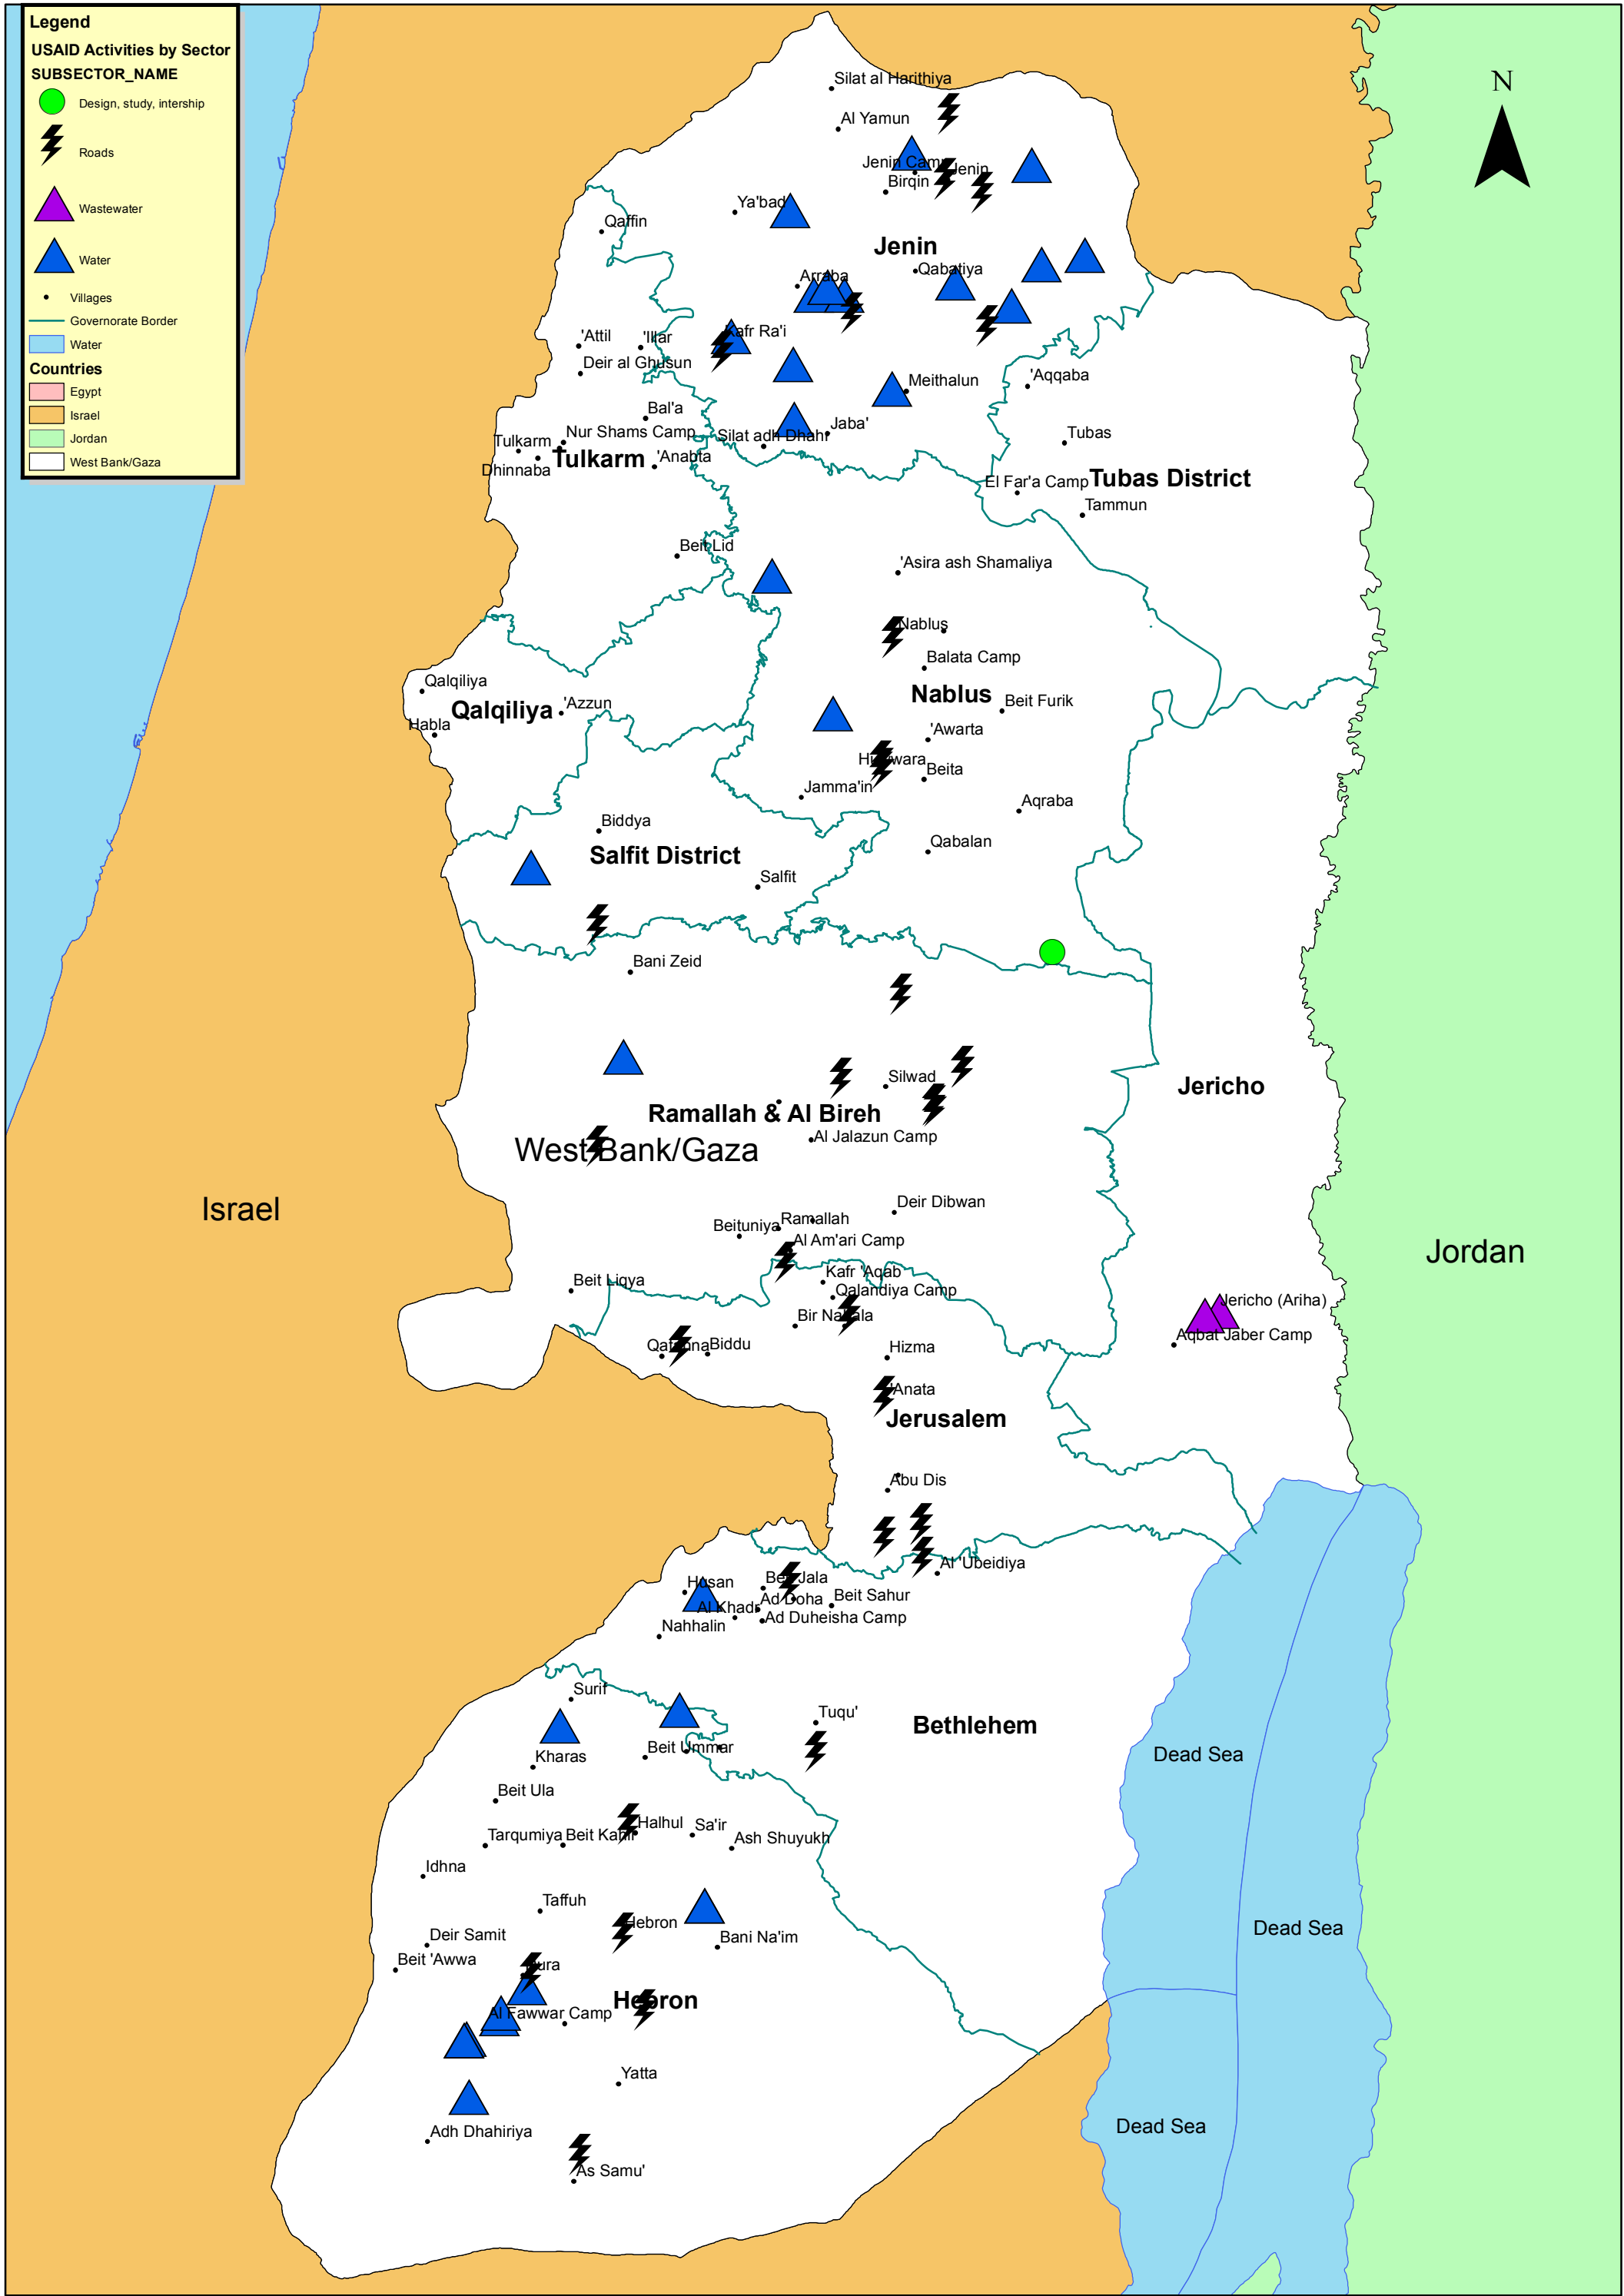 Legend
USAID Activities by Sector
SUBSECTOR_NAME
Design, study, intership
Roads
Wastewater
Water
Villages
Governorate Border
Water
Countries
Egypt
Israel
Jordan
West Bank/Gaza
N
Silat al Harithiya
Al Yamun
Jenin Camp
Jenin
Birqin
Ya'bad
Qaffin
Jenin
Qabatiya
Arraba
'Attil
'Illar
Kafr Ra'i
Deir al Ghusun
Meithalun
'Aqqaba
Bal'a
Jaba'
Tubas
Nur Shams Camp
Silat adh Dhahr
Tulkarm
Tulkarm
'Anabta
Dhinnaba
Tubas District
El Far'a Camp
Tammun
Beit Lid
'Asira ash Shamaliya
Nablus
Balata Camp
Qalqiliya
Nablus
Beit Furik
'Azzun
Qalqiliya
Habla
'Awarta
Beita
Jamma'in
Aqraba
Biddya
Qabalan
Salfit District
Salfit
Bani Zeid
Silwad
Jericho
Ramallah & Al Bireh
Al Jalazun Camp
West Bank/Gaza
Israel
Deir Dibwan
Ramallah
Beituniya
Al Am'ari Camp
Jordan
Kafr 'Aqab
Beit Liqya
Qalandiya Camp
Jericho (Ariha)
Bir Nabala
Aqbat Jaber Camp
Biddu
Hizma
'Anata
Jerusalem
Abu Dis
Al 'Ubeidiya
Beit Jala
Husan
Beit Sahur
Ad Doha
Al Khadr
Ad Duheisha Camp
Nahhalin
Surif
Tuqu'
Bethlehem
Beit Ummar
Kharas
Dead Sea
Beit Ula
Halhul
Sa'ir
Tarqumiya
Beit Kahil
Ash Shuyukh
Idhna
Taffuh
Hebron
Dead Sea
Deir Samit
Bani Na'im
Beit 'Awwa
Dura
Hebron
Al Fawwar Camp
Yatta
Dead Sea
Adh Dhahiriya
As Samu'